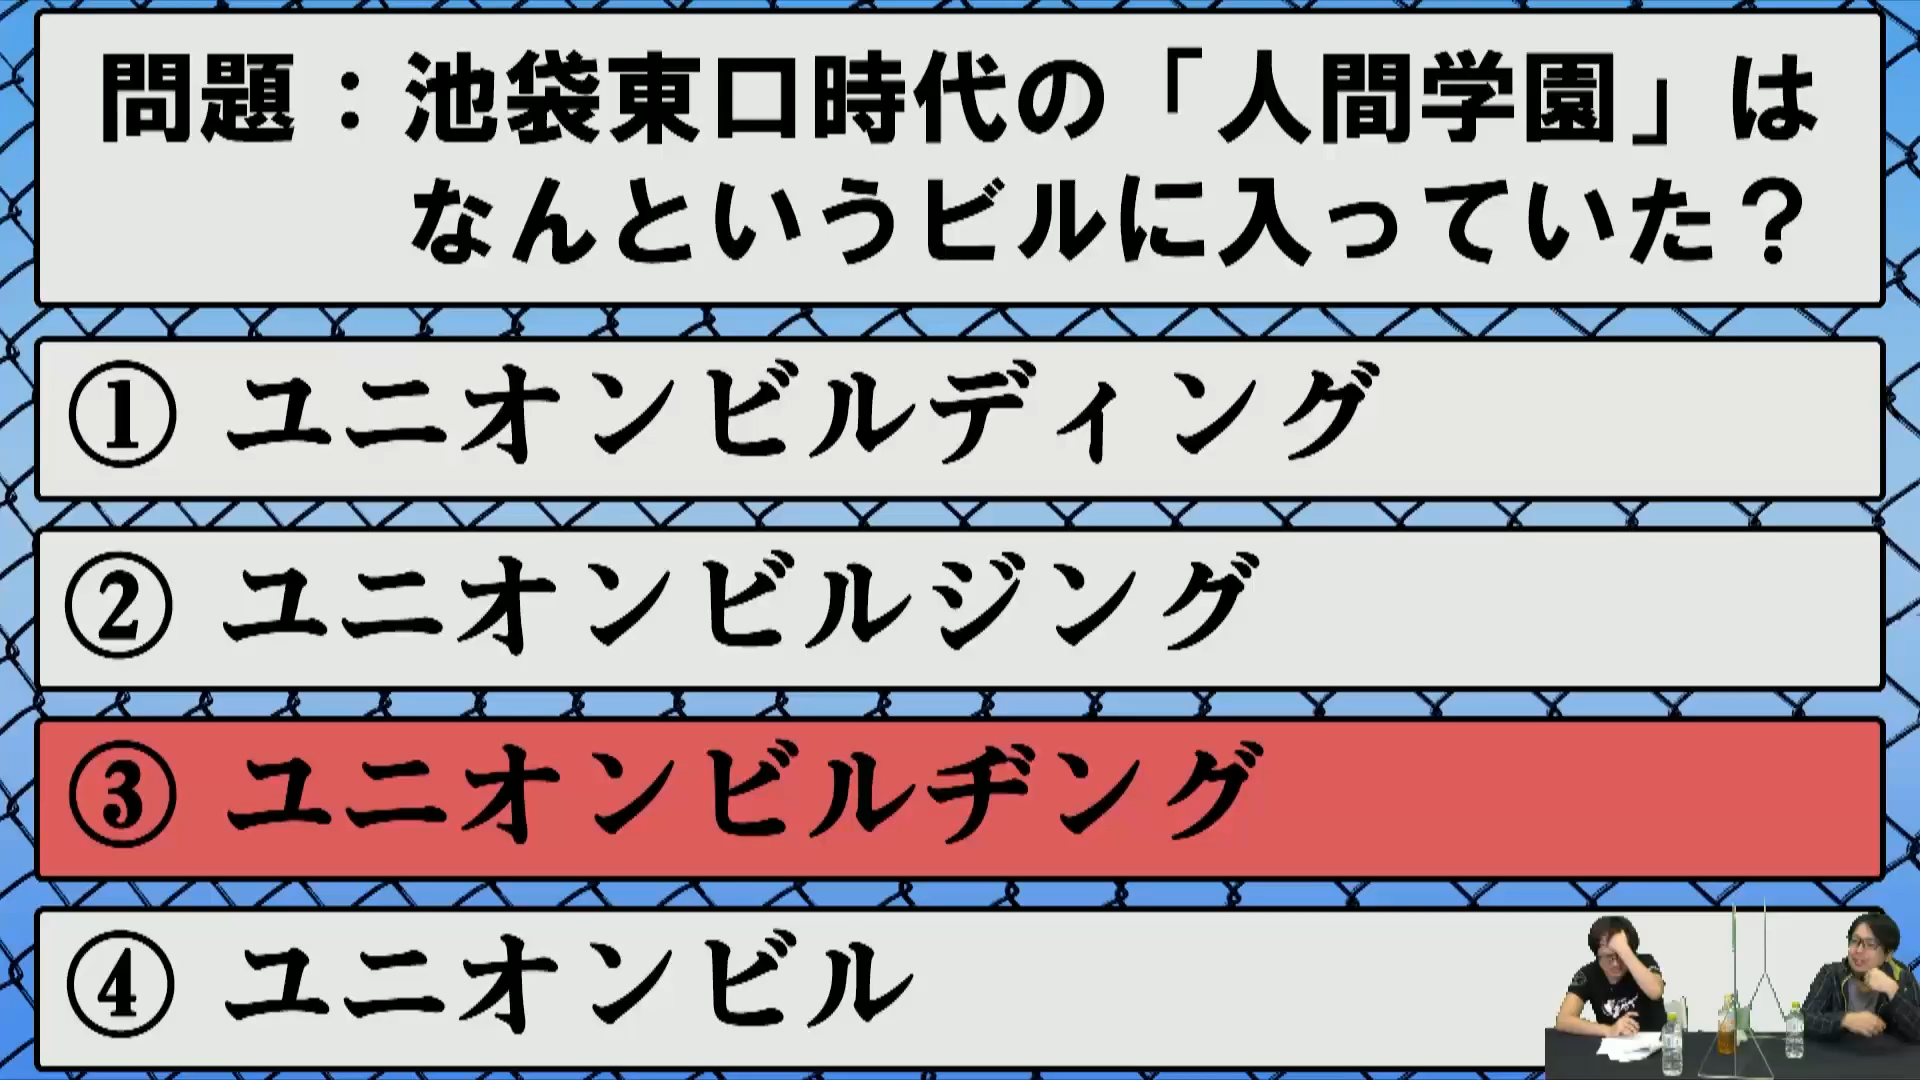 問題：池袋東口時代の「人間学園」は
なんというビルに入っていた？
① ユニオンビルディング
② ユニオンビルジング
③ ユニオンビルヂング
④ ユニオンビル